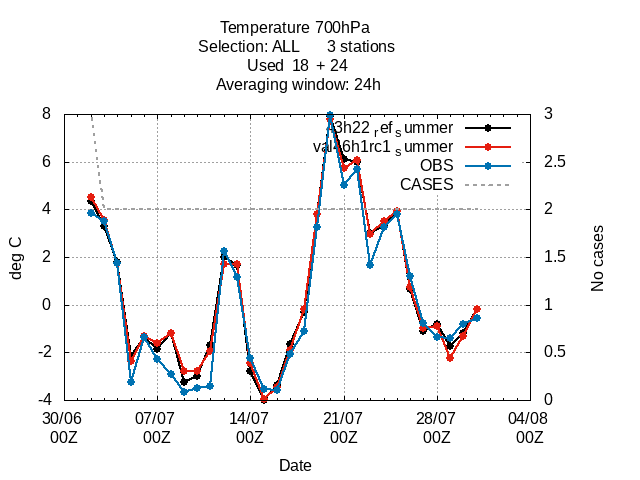 Temperature 700hPa
Selection: ALL 3 stations
Used 18 + 24
Averaging window: 24h
8 6 4 2 0 -2 -4
deg C
3 2.5 2 1.5 1 0.5 0
No cases
ref summer
summer
OBS
CASES
30/06 07/07 14/07 21/07 28/07 04/08
00Z 00Z 00Z 00Z 00Z 00Z
Date